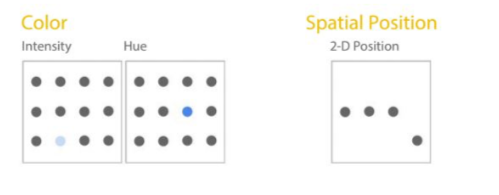 Color
Intensity
Hue
Spatial Position
2-D Position